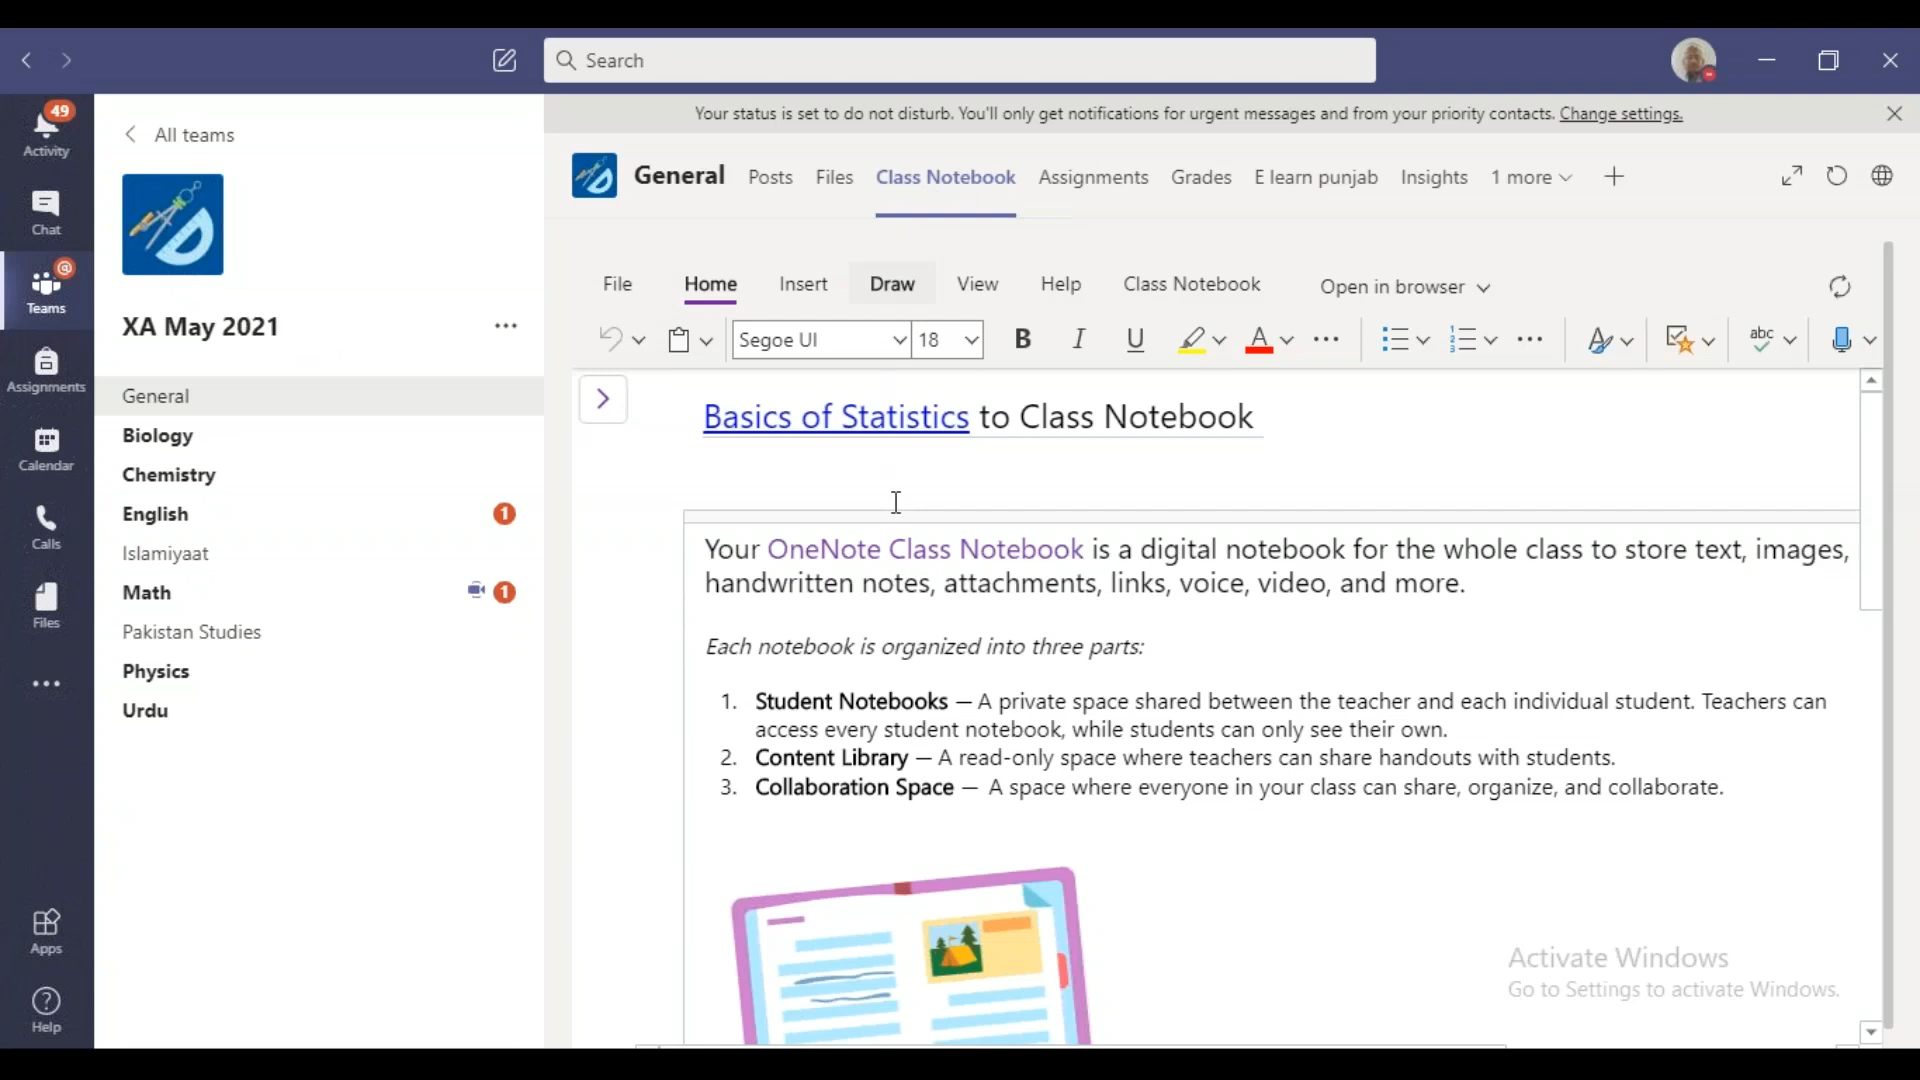 Search
Your status is set to do not disturb. You'll only get notifications for urgent messages and from your priority contacts. Change settings.
49
Activity
Chat
@
Teams
Assignments
Calendar
Calls
Files
Apps
Help
All teams
XA May 2021
General
Biology
Chemistry
English 1
Islamiyaat
Math 1
Pakistan Studies
Physics
Urdu
General Posts Files Class Notebook Assignments Grades E learn punjab Insights 1 more
File Home Insert Draw View Help Class Notebook Open in browser
Segoe UI 18 B I U A abc
Basics of Statistics to Class Notebook
Your OneNote Class Notebook is a digital notebook for the whole class to store text, images,
handwritten notes, attachments, links, voice, video, and more.
Each notebook is organized into three parts:
1. Student Notebooks — A private space shared between the teacher and each individual student. Teachers can
access every student notebook, while students can only see their own.
2. Content Library — A read-only space where teachers can share handouts with students.
3. Collaboration Space — A space where everyone in your class can share, organize, and collaborate.
Activate Windows
Go to Settings to activate Windows.